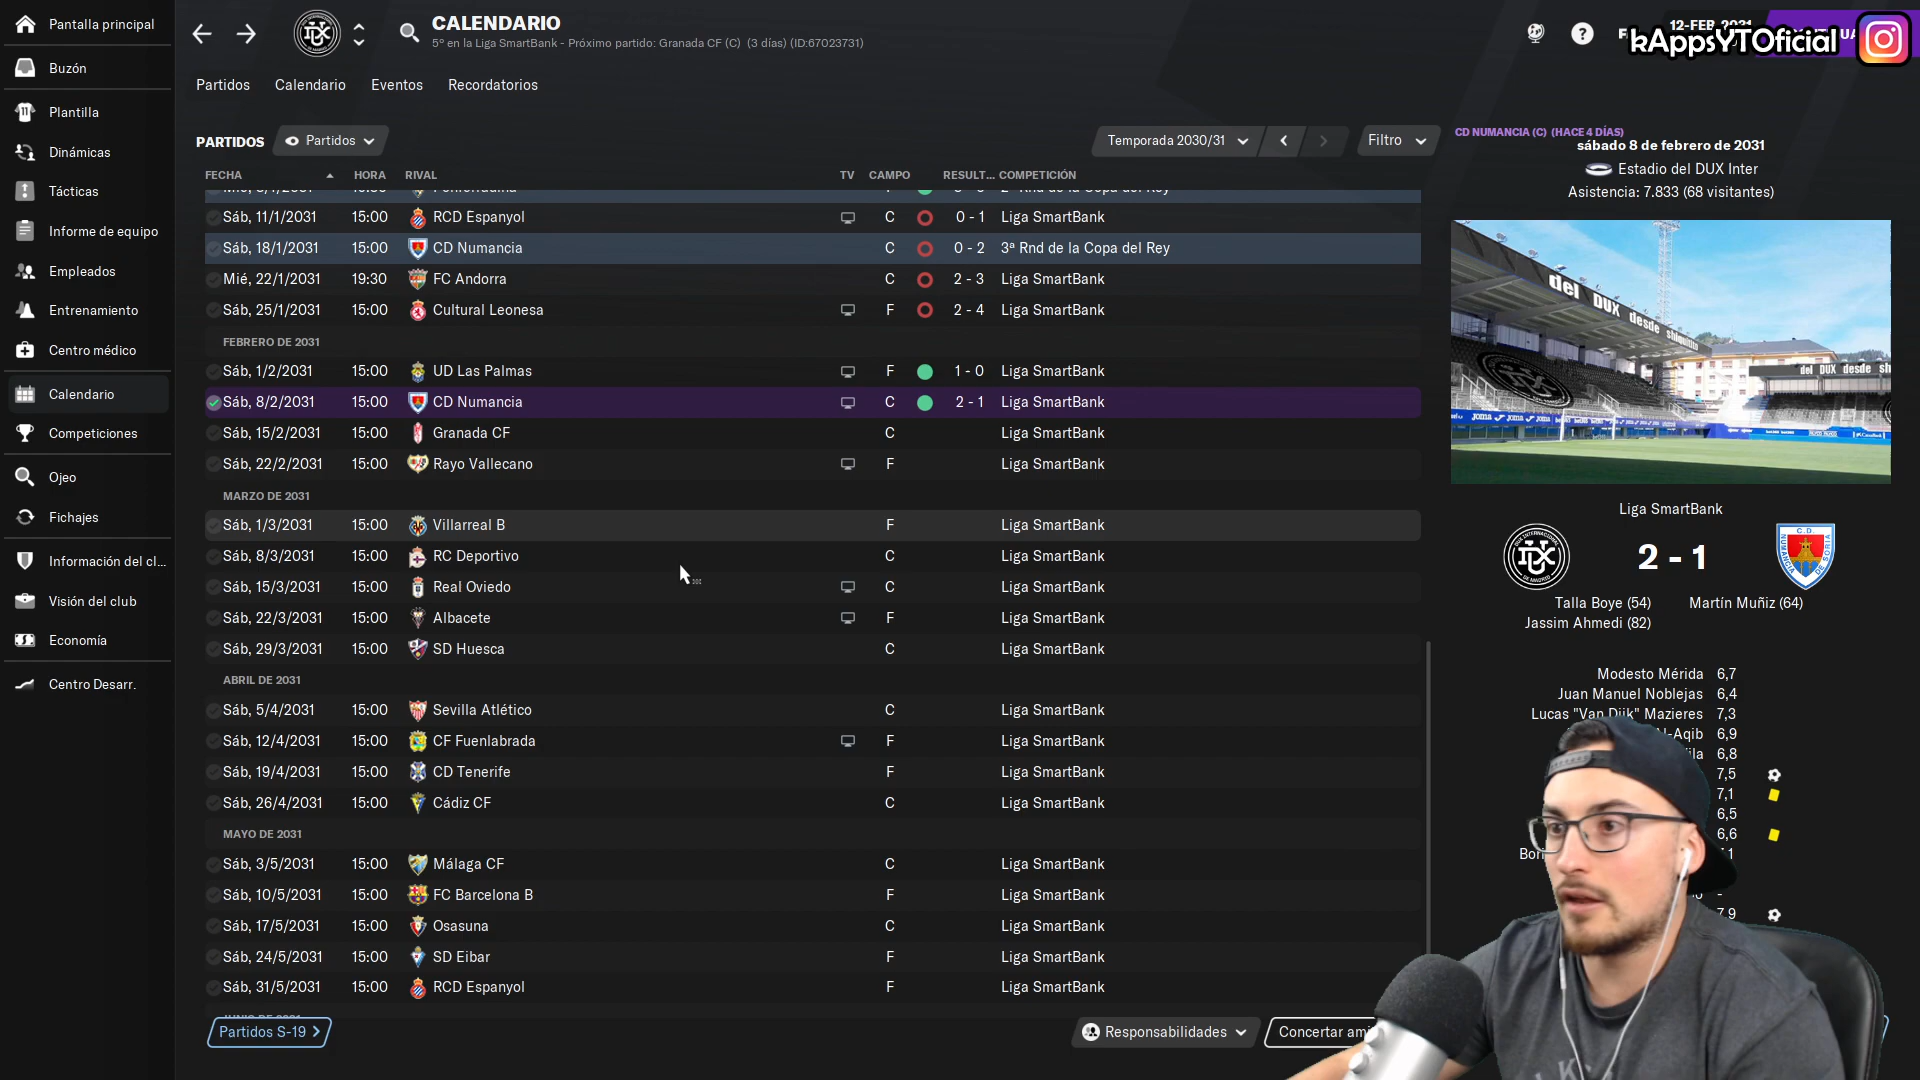 Pantalla principal
Buzón
Plantilla
Dinámicas
Tácticas
Informe de equipo
Empleados
Entrenamiento
Centro médico
Calendario
Competiciones
Ojeo
Fichajes
Información del cl...
Visión del club
Economía
Centro Desarr.
CALENDARIO
5º en la Liga SmartBank - Próximo partido: Granada CF (C) (3 días) (ID:67023731)
12-FEB 2031
kAppsYTOficial
Partidos Calendario Eventos Recordatorios
PARTIDOS Partidos Temporada 2030/31 Filtro
FECHA HORA RIVAL TV CAMPO RESULT... COMPETICIÓN
Sáb, 11/1/2031 15:00 RCD Espanyol C 0 - 1 Liga SmartBank
Sáb, 18/1/2031 15:00 CD Numancia C 0 - 2 3ª Rnd de la Copa del Rey
Mié, 22/1/2031 19:30 FC Andorra C 2 - 3 Liga SmartBank
Sáb, 25/1/2031 15:00 Cultural Leonesa F 2 - 4 Liga SmartBank
FEBRERO DE 2031
Sáb, 1/2/2031 15:00 UD Las Palmas F 1 - 0 Liga SmartBank
Sáb, 8/2/2031 15:00 CD Numancia C 2 - 1 Liga SmartBank
Sáb, 15/2/2031 15:00 Granada CF C Liga SmartBank
Sáb, 22/2/2031 15:00 Rayo Vallecano F Liga SmartBank
MARZO DE 2031
Sáb, 1/3/2031 15:00 Villarreal B F Liga SmartBank
Sáb, 8/3/2031 15:00 RC Deportivo C Liga SmartBank
Sáb, 15/3/2031 15:00 Real Oviedo C Liga SmartBank
Sáb, 22/3/2031 15:00 Albacete F Liga SmartBank
Sáb, 29/3/2031 15:00 SD Huesca C Liga SmartBank
ABRIL DE 2031
Sáb, 5/4/2031 15:00 Sevilla Atlético C Liga SmartBank
Sáb, 12/4/2031 15:00 CF Fuenlabrada F Liga SmartBank
Sáb, 19/4/2031 15:00 CD Tenerife F Liga SmartBank
Sáb, 26/4/2031 15:00 Cádiz CF C Liga SmartBank
MAYO DE 2031
Sáb, 3/5/2031 15:00 Málaga CF C Liga SmartBank
Sáb, 10/5/2031 15:00 FC Barcelona B F Liga SmartBank
Sáb, 17/5/2031 15:00 Osasuna C Liga SmartBank
Sáb, 24/5/2031 15:00 SD Eibar F Liga SmartBank
Sáb, 31/5/2031 15:00 RCD Espanyol F Liga SmartBank
Partidos S-19 Responsabilidades Concertar
CD NUMANCIA (C) (HACE 4 DÍAS)
sábado 8 de febrero de 2031
Estadio del DUX Inter
Asistencia: 7.833 (68 visitantes)
del DUX desde
del DUX desde
Joma
Liga SmartBank
2 - 1
Talla Boye (54) Martín Muñiz (64)
Jassim Ahmedi (82)
Modesto Mérida 6,7
Juan Manuel Noblejas 6,4
Lucas "Van Dijk" Mazieres 7,3
6,9
6,8
7,5
7,1
6,5
6,6
7,9